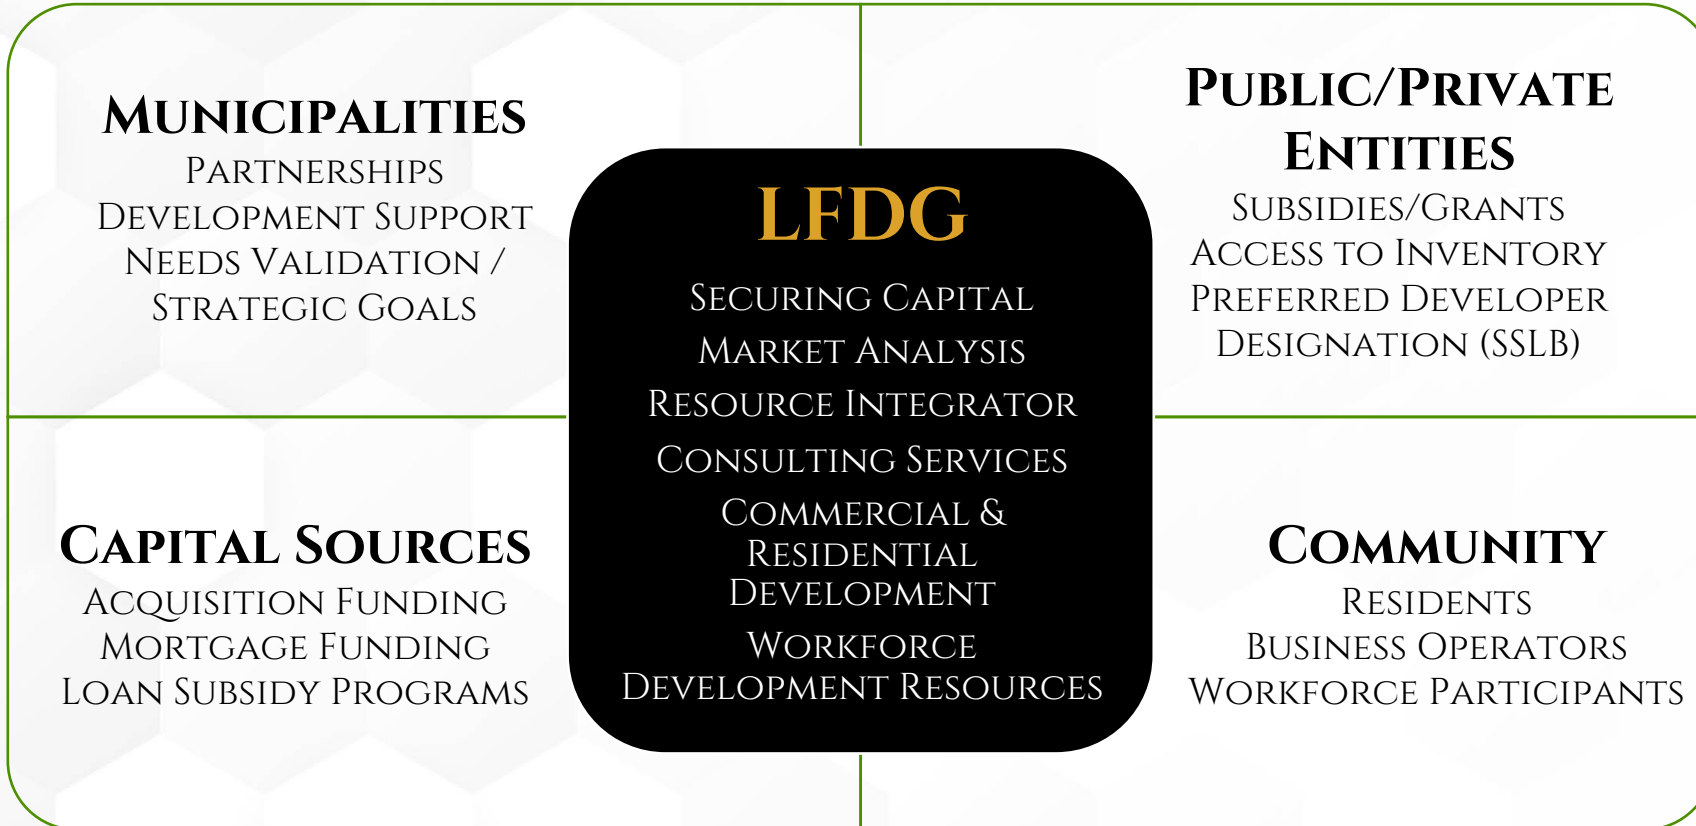 Municipalities
Partnerships
Development Support
Needs Validation /
Strategic Goals
Public/Private
Entities
Subsidies/Grants
Access to Inventory
Preferred Developer
Designation (SSLB)
LFDG
Securing Capital
Market Analysis
Resource Integrator
Consulting Services
Commercial &
Residential
Development
Workforce
Development Resources
Capital Sources
Acquisition Funding
Mortgage Funding
Loan Subsidy Programs
Community
Residents
Business Operators
Workforce Participants